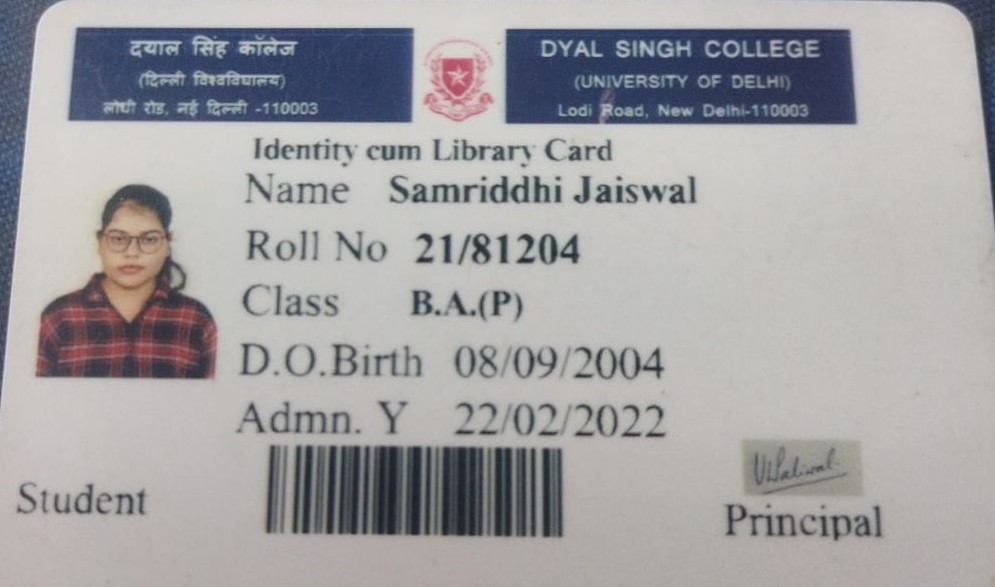 दयाल सिंह कॉलेज
(दिल्ली विश्वविद्यालय)
लोधी रोड, नई दिल्ली -110003
DYAL SINGH COLLEGE
(UNIVERSITY OF DELHI)
Lodi Road, New Delhi-110003
Identity cum Library Card
Name Samriddhi Jaiswal
Roll No 21/81204
Class B.A.(P)
D.O.Birth 08/09/2004
Admn. Y 22/02/2022
Student
Principal